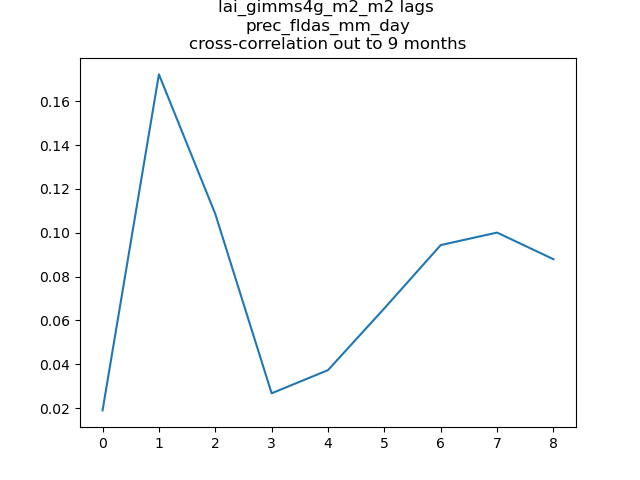 lai_gimms4g_m2_m2 lags
prec_fldas_mm_day
cross-correlation out to 9 months
0.16
0.14
0.12
0.10
0.08
0.06
0.04
0.02
0 1 2 3 4 5 6 7 8